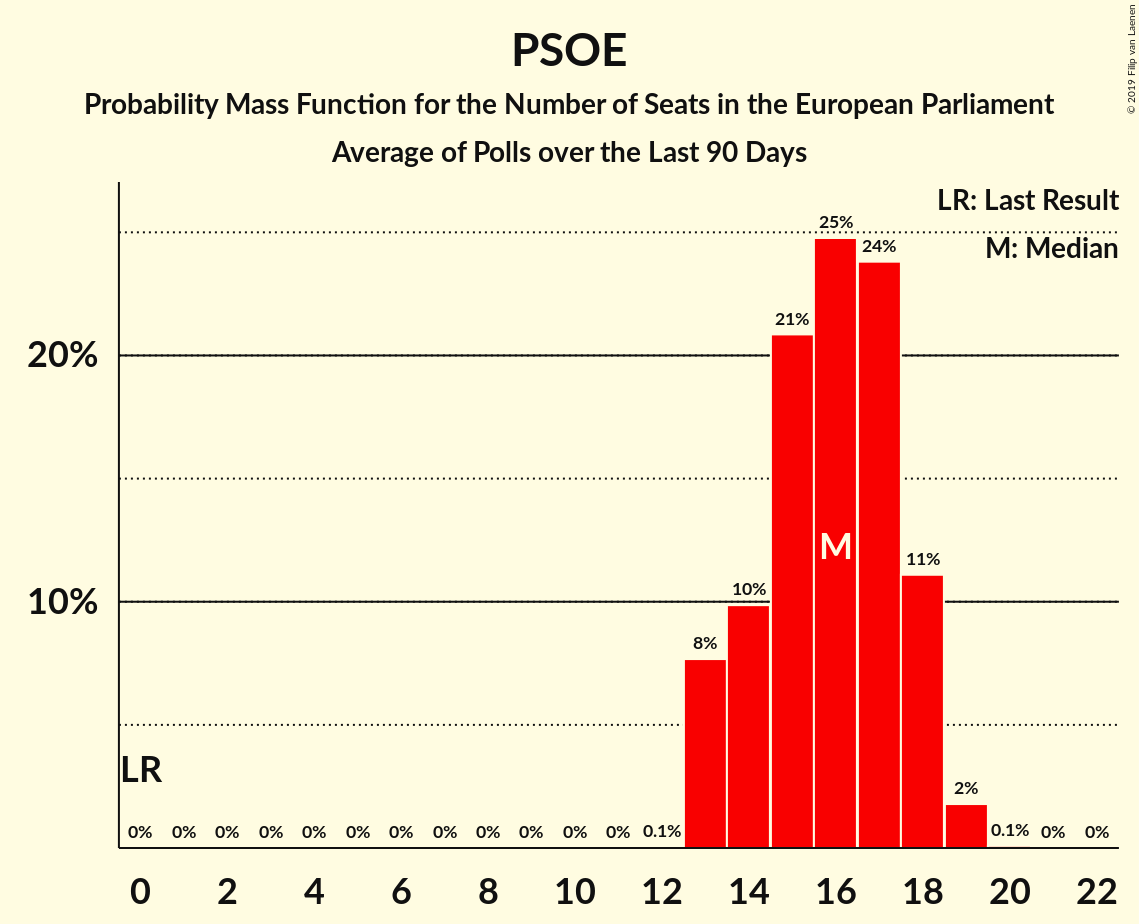 PSOE
Probability Mass Function for the Number of Seats in the European Parliament
Average of Polls over the Last 90 Days
© 2019 Filip van Laenen
LR: Last Result
M: Median
25%
24%
21%
20%
11%
10%
10%
8%
M
LR
2%
0% 0% 0% 0% 0% 0% 0% 0% 0% 0% 0% 0% 0.1% 0.1% 0% 0%
0 2 4 6 8 10 12 14 16 18 20 22